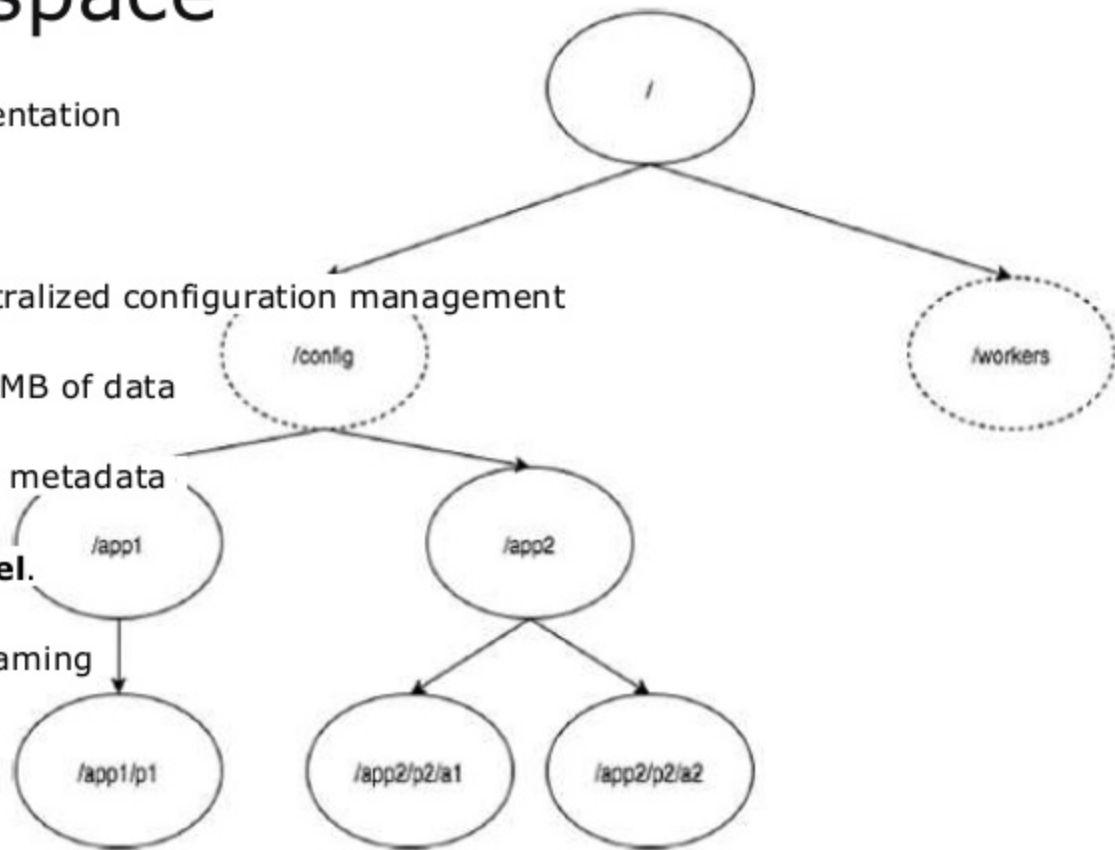 space
/
entation
tralized configuration management
/config
/workers
MB of data
metadata
/app1
/app2
el.
aming
/app1/p1
/app2/p2/a1
/app2/p2/a2